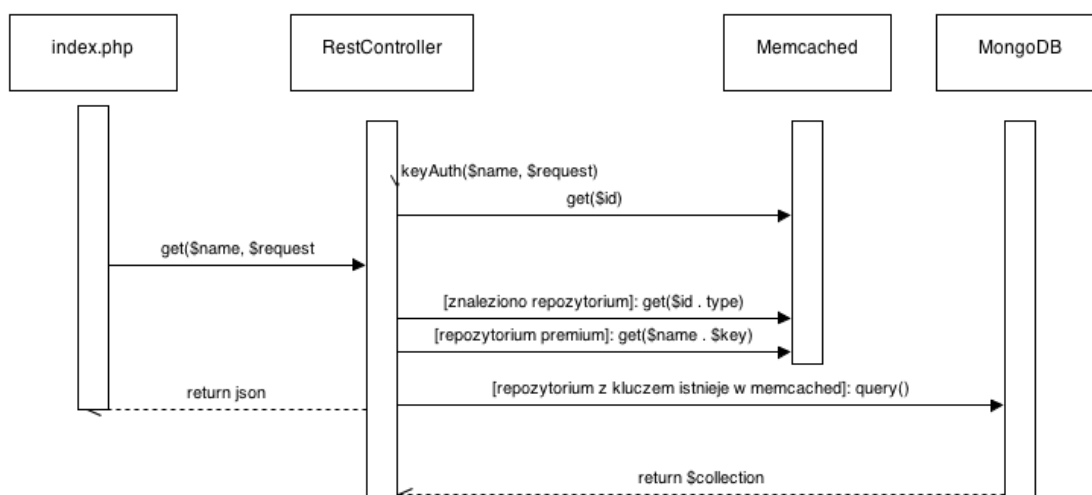 index.php
RestController
Memcached
MongoDB
keyAuth($name, $request)
get($id)
get($name, $request
[znaleziono repozytorium]: get($id . type)
[repozytorium premium]: get($name . $key)
[repozytorium z kluczem istnieje w memcached]: query()
return json
return $collection